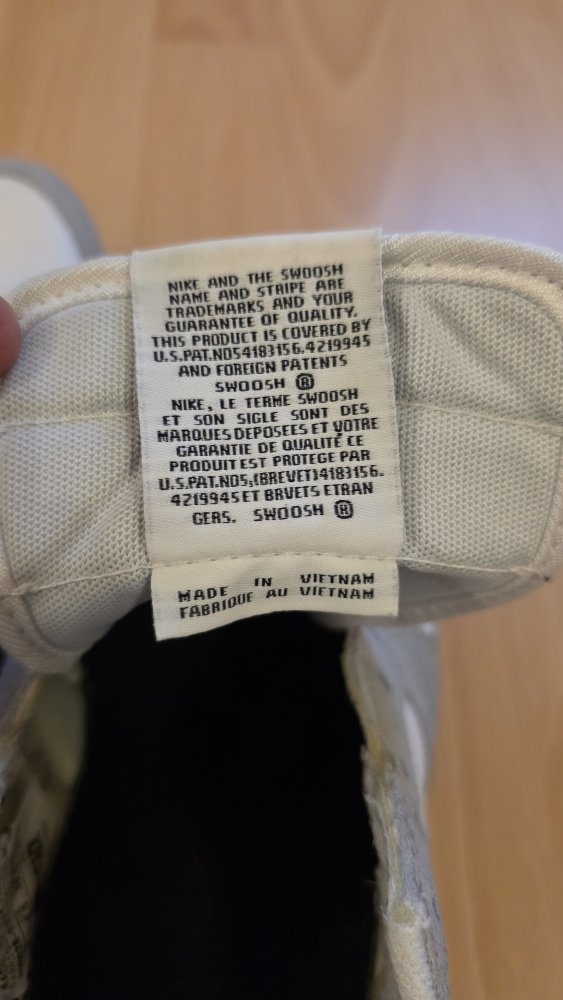 NIKE AND THE SWOOSH
NAME AND STRIPE ARE
TRADEMARKS AND YOUR
GUARANTEE OF QUALITY.
THIS PRODUCT IS COVERED BY
U.S.PAT.NOS4183156.4219945
AND FOREIGN PATENTS
SWOOSH ®
NIKE, LE TERME SWOOSH
ET SON SIGLE SONT DES
MARQUES DEPOSEES ET VOTRE
GARANTIE DE QUALITE CE
PRODUIT EST PROTEGE PAR
U.S.PAT.NOS,(BREVET)4183156.
4219945 ET BRVETS ETRAN
GERS. SWOOSH ®
MADE IN VIETNAM
FABRIQUE AU VIETNAM